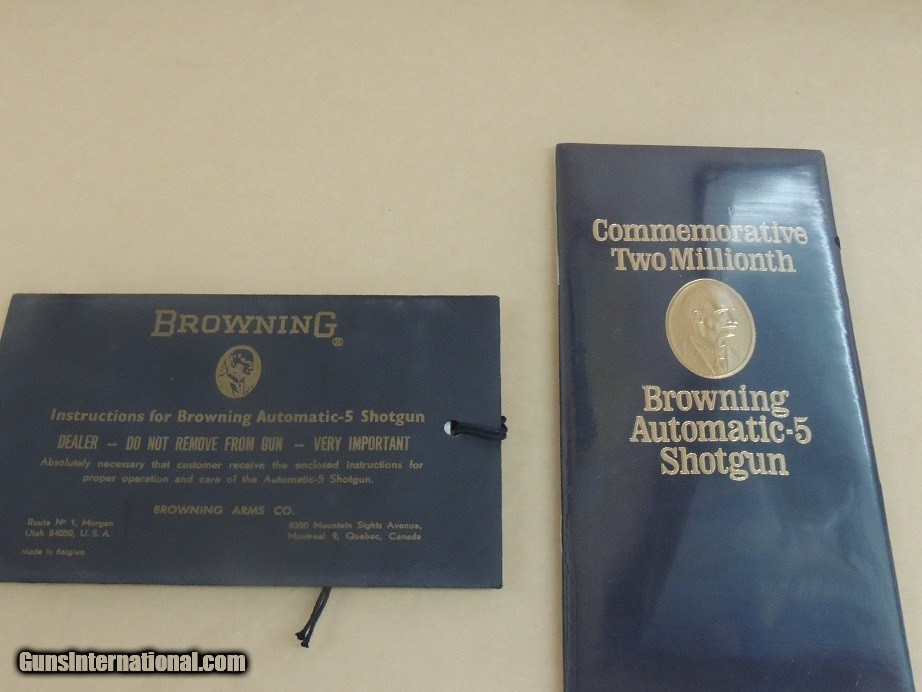 BROWNING®
Instructions for Browning Automatic-5 Shotgun
DEALER — DO NOT REMOVE FROM GUN — VERY IMPORTANT
Absolutely necessary that customer receive the enclosed instructions for
proper operation and care of the Automatic-5 Shotgun.
BROWNING ARMS CO.
Route Nº 1, Morgan
Utah 84050, U. S. A.
8350 Mountain Sights Avenue,
Montreal 9, Quebec, Canada
Made in Belgium
Commemorative
Two Millionth
Browning
Automatic-5
Shotgun
GunsInternational.com